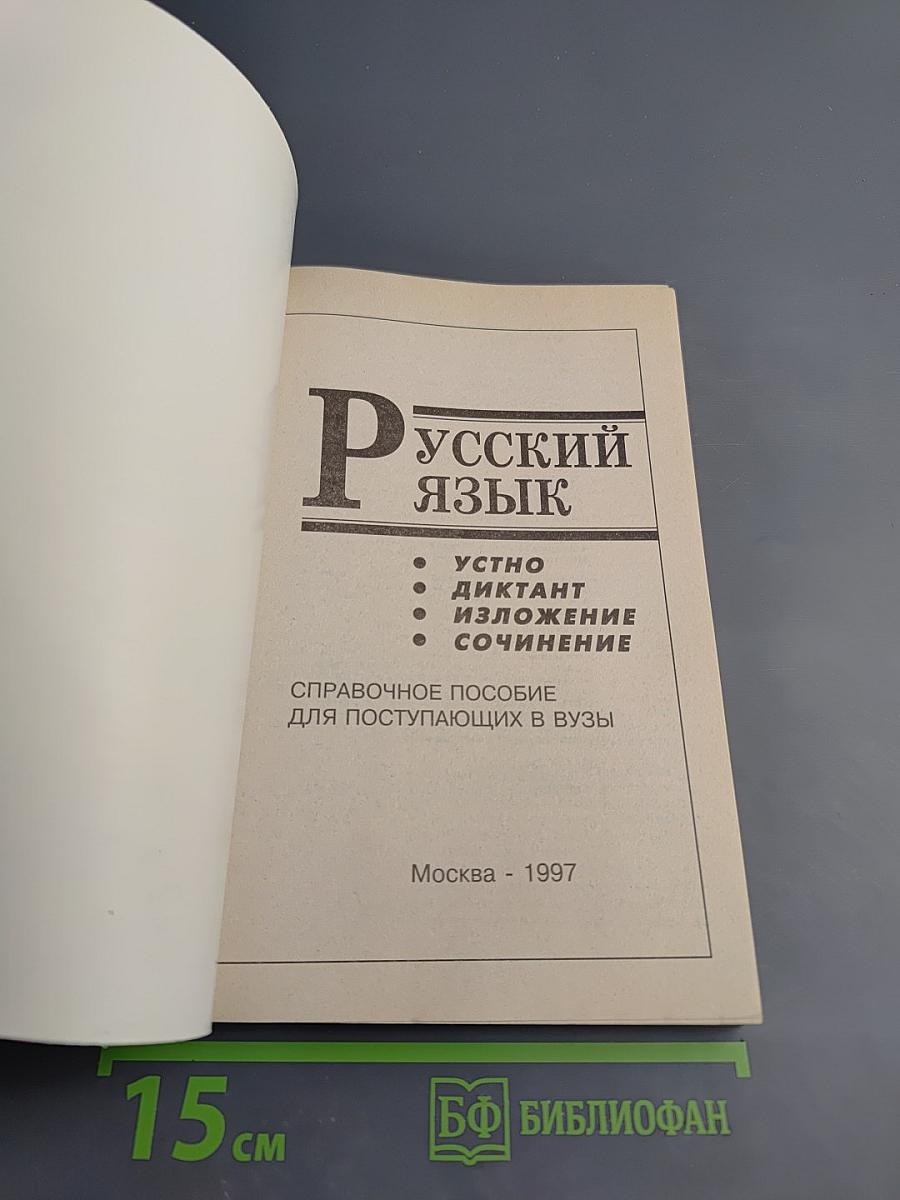 Русский
язык
• устно
• диктант
• изложение
• сочинение
СПРАВОЧНОЕ ПОСОБИЕ
ДЛЯ ПОСТУПАЮЩИХ В ВУЗЫ
Москва - 1997
15 см
БФ БИБЛИОФАН